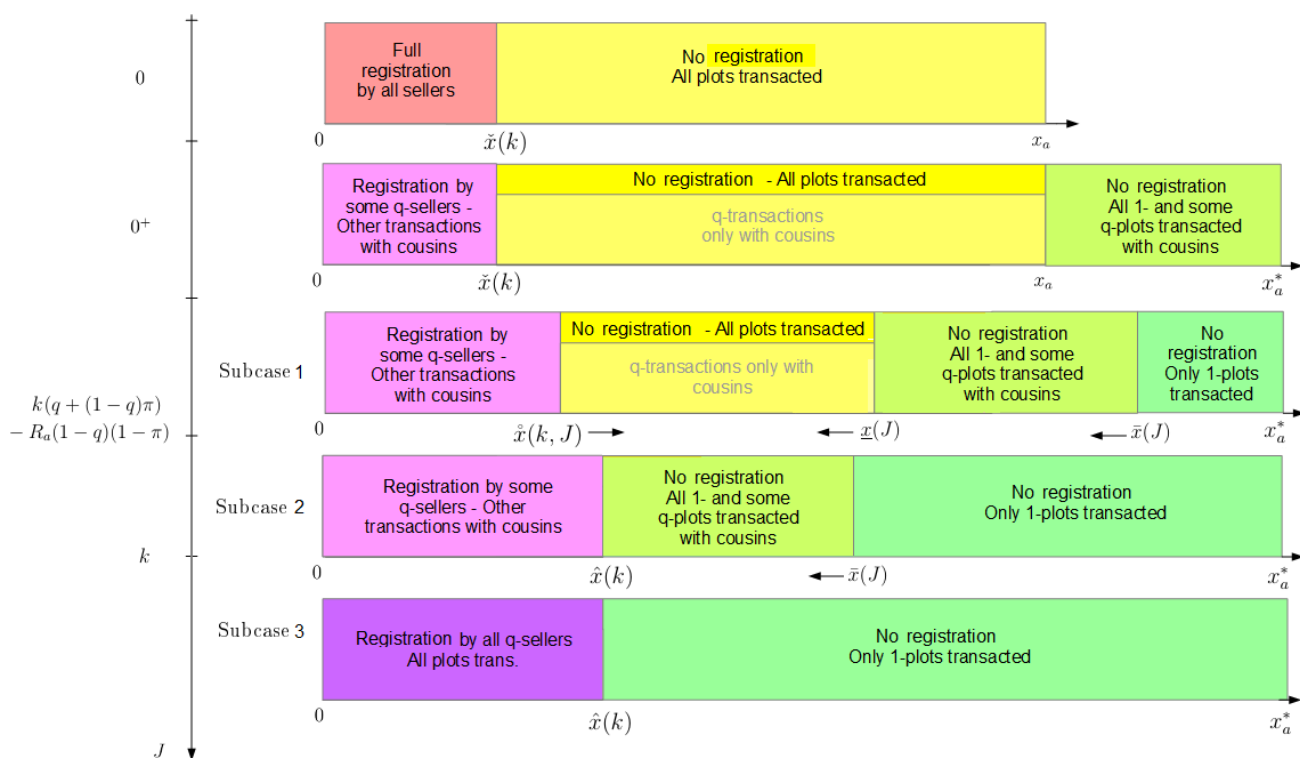 0
Full
registration
by all sellers
No registration
All plots transacted
0
x̌(k)
x_a
0⁺
Registration by
some q-sellers -
Other transactions
with cousins
No registration - All plots transacted
q-transactions
only with cousins
No registration
All 1- and some
q-plots transacted
with cousins
0
x̌(k)
x_a
x_a^*
Subcase 1
Registration by
some q-sellers -
Other transactions
with cousins
No registration - All plots transacted
q-transactions only with
cousins
No registration
All 1- and some
q-plots transacted
with cousins
No
registration
Only 1-plots
transacted
k(q + (1 − q)π)
− R_a(1 − q)(1 − π)
0
x̊(k, J) →
← x̲(J)
← x̄(J)
x_a^*
Subcase 2
Registration by some
q-sellers - Other
transactions with cousins
No registration
All 1- and some
q-plots transacted
with cousins
No registration
Only 1-plots transacted
k
0
x̂(k)
← x̄(J)
x_a^*
Subcase 3
Registration by all q-sellers
All plots trans.
No registration
Only 1-plots transacted
0
x̂(k)
x_a^*
J